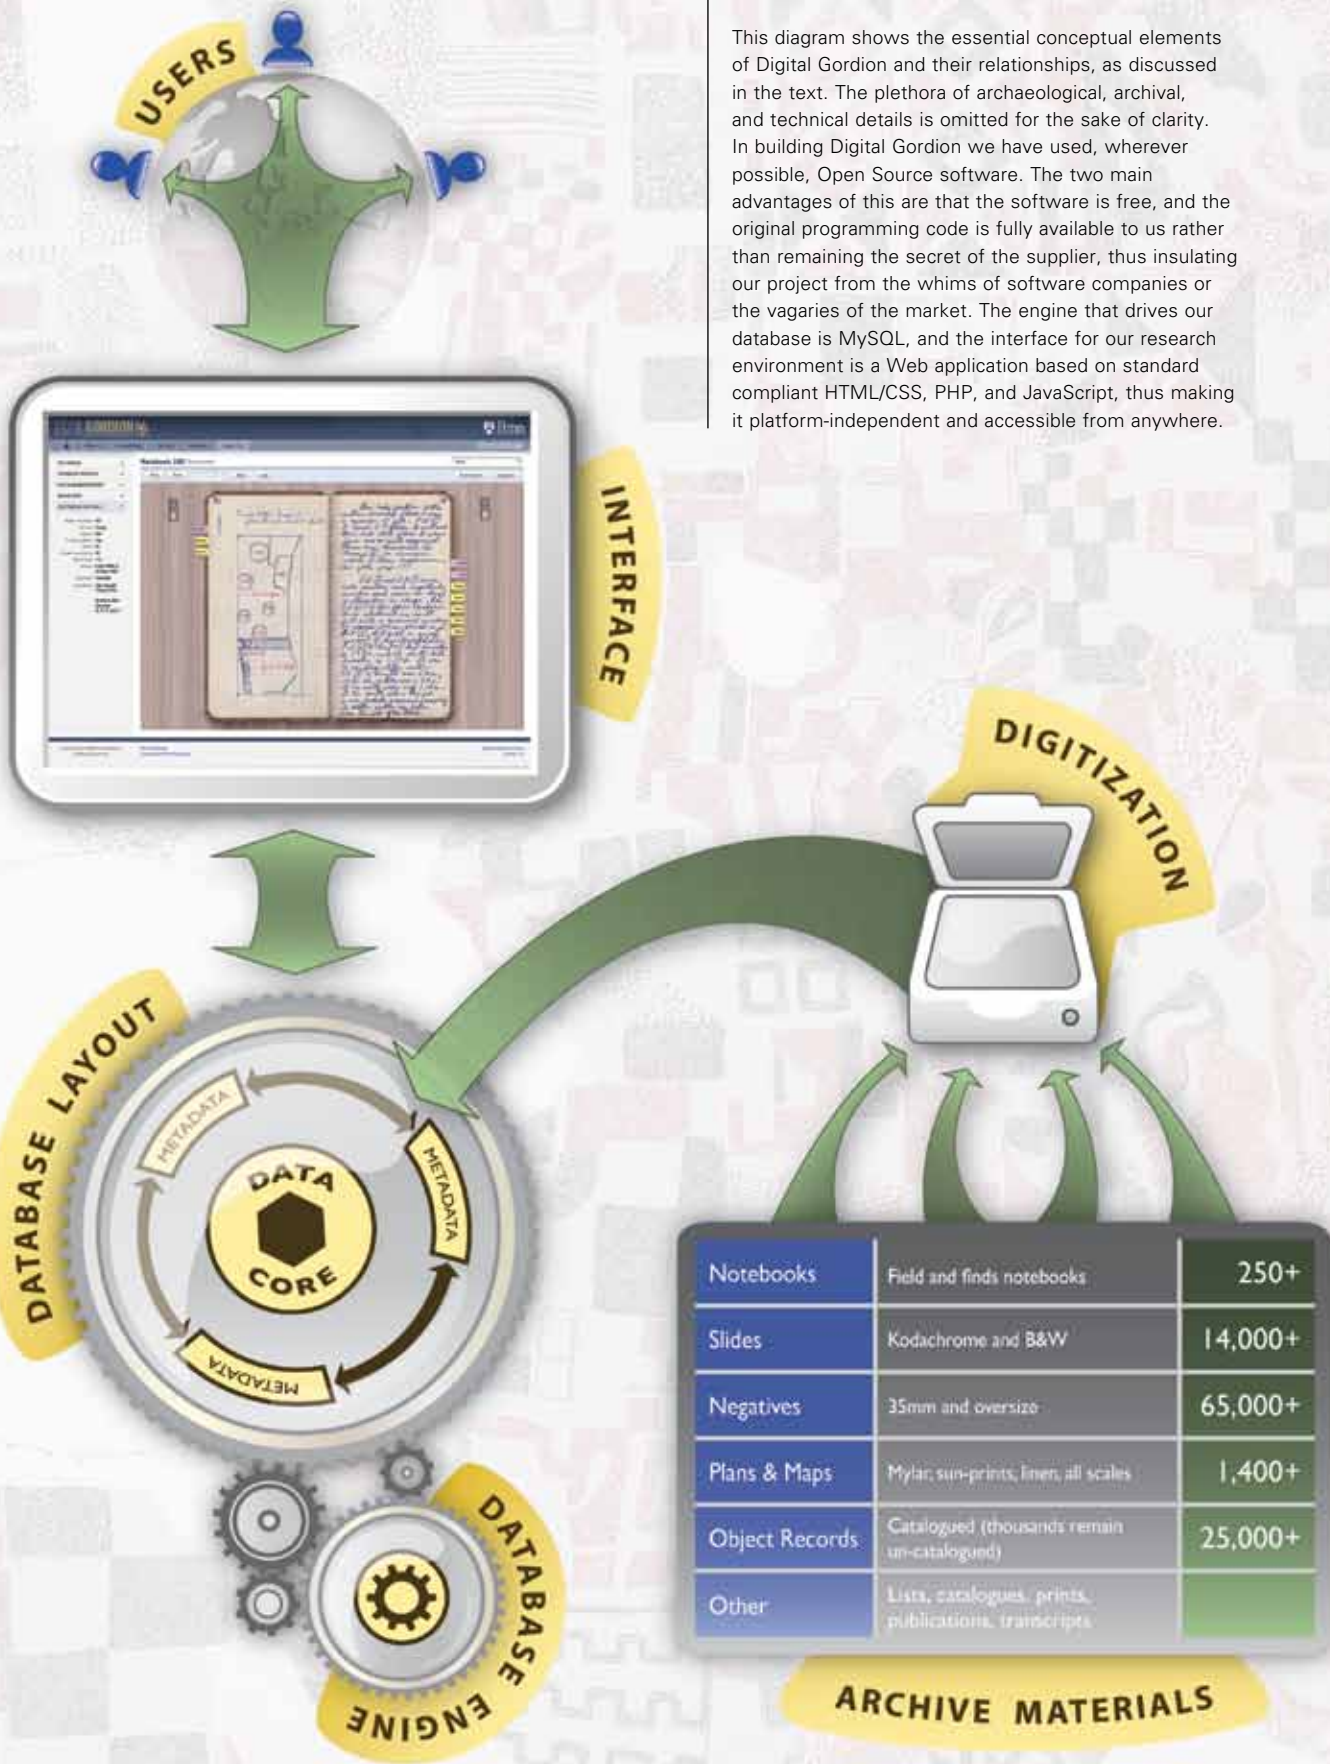 USERS
This diagram shows the essential conceptual elements
of Digital Gordion and their relationships, as discussed
in the text. The plethora of archaeological, archival,
and technical details is omitted for the sake of clarity.
In building Digital Gordion we have used, wherever
possible, Open Source software. The two main
advantages of this are that the software is free, and the
original programming code is fully available to us rather
than remaining the secret of the supplier, thus insulating
our project from the whims of software companies or
the vagaries of the market. The engine that drives our
database is MySQL, and the interface for our research
environment is a Web application based on standard
compliant HTML/CSS, PHP, and JavaScript, thus making
it platform-independent and accessible from anywhere.
GORDION
Penn
INTERFACE
DIGITIZATION
DATABASE LAYOUT
METADATA
METADATA
METADATA
DATA
CORE
DATABASE ENGINE
Notebooks Field and finds notebooks 250+
Slides Kodachrome and B&W 14,000+
Negatives 35mm and oversize 65,000+
Plans & Maps Mylar, sun-prints, linen, all scales 1,400+
Object Records Catalogued (thousands remain
un-catalogued) 25,000+
Other Lists, catalogues, prints,
publications, transcripts
ARCHIVE MATERIALS